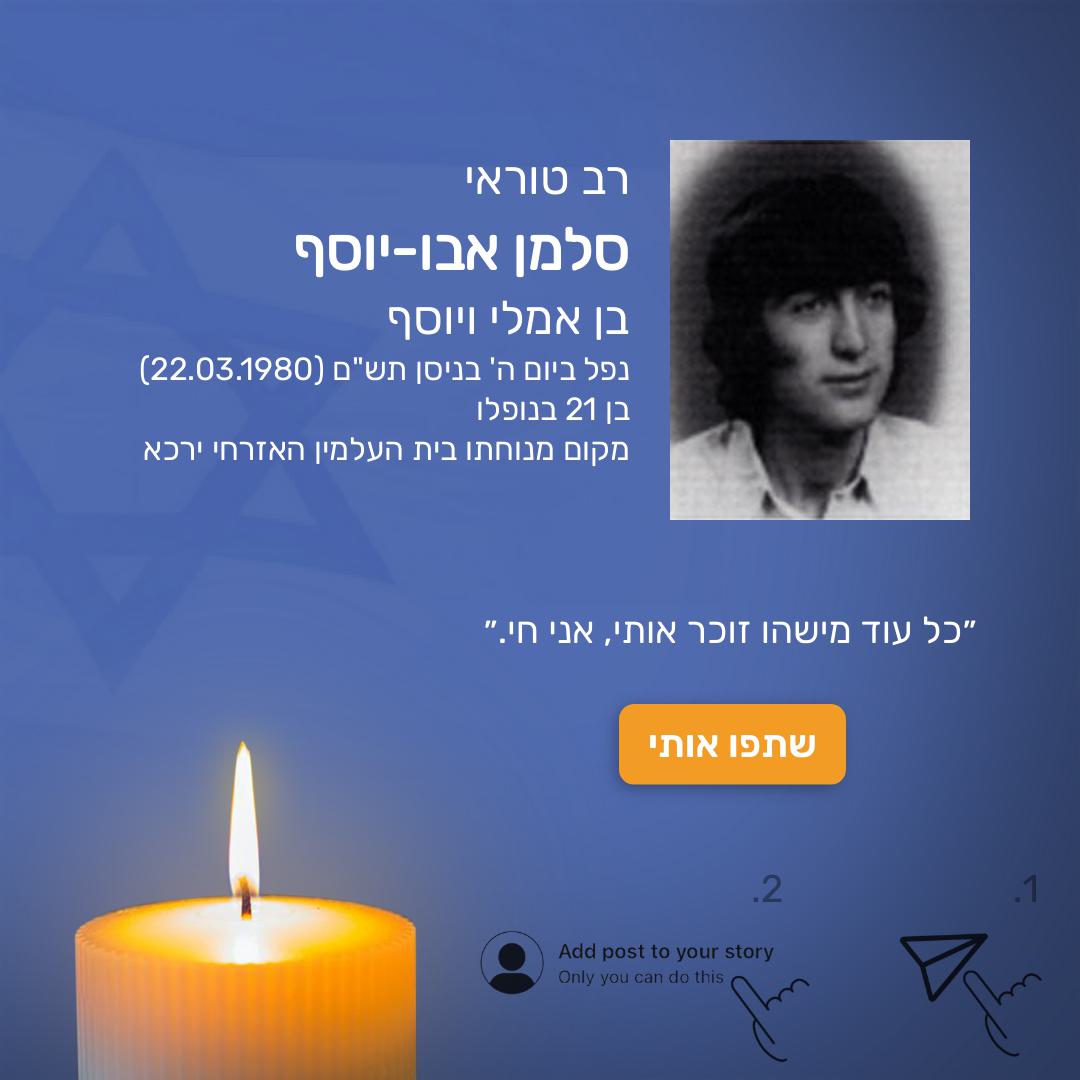 רב טוראי
סלמן אבו-יוסף
בן אמלי ויוסף
נפל ביום ה' בניסן תש"ם (22.03.1980)
בן 21 בנופלו
מקום מנוחתו בית העלמין האזרחי ירכא
״כל עוד מישהו זוכר אותי, אני חי.״
שתפו אותי
.1
.2
Add post to your story
Only you can do this